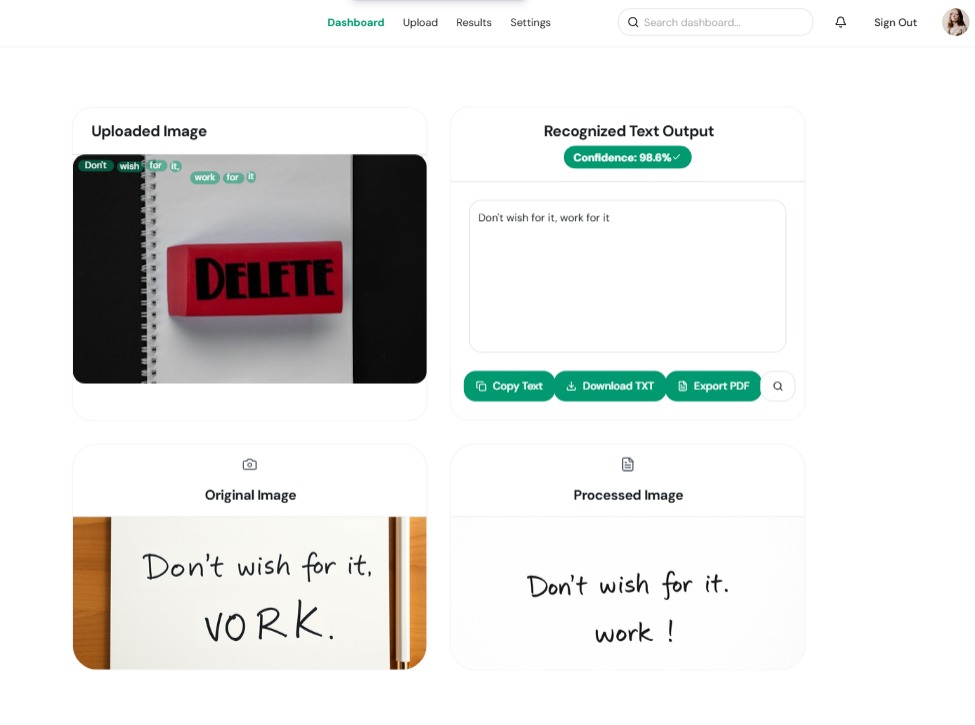 Dashboard Upload Results Settings Search dashboard... Sign Out
Uploaded Image
Don't wish for it,
work for it
DELETE
Recognized Text Output
Confidence: 98.6%
Don't wish for it, work for it
Copy Text Download TXT Export PDF
Original Image
Don't wish for it,
VORK.
Processed Image
Don't wish for it.
work !